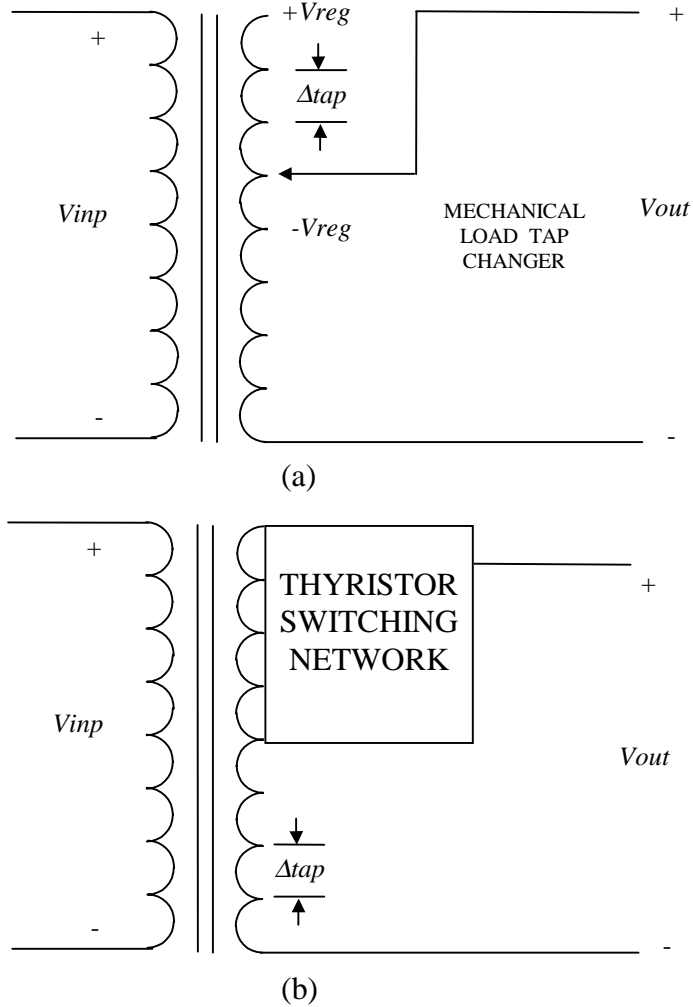 +Vreg
+
+
Δtap
Vinp
-Vreg
MECHANICAL
LOAD TAP
CHANGER
Vout
-
-
(a)
+
THYRISTOR
SWITCHING
NETWORK
+
Vinp
Vout
Δtap
-
-
(b)